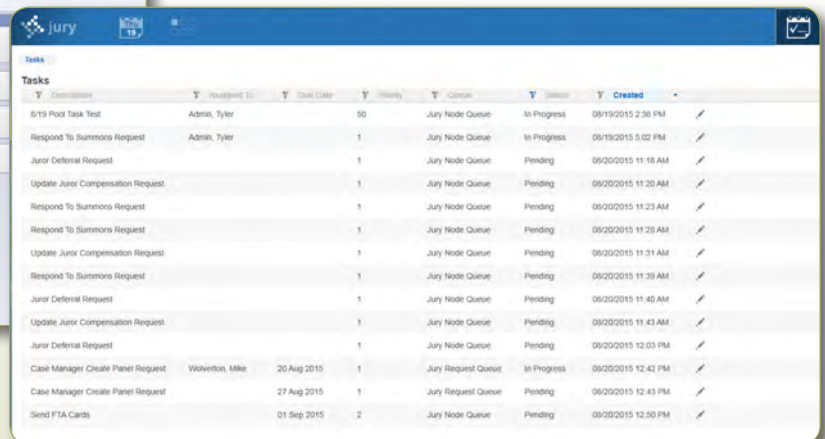 jury
19
Tasks
Tasks
Description Assigned To Due Date Priority Queue Status Created
8/19 Pool Task Test Admin, Tyler 50 Jury Node Queue In Progress 08/19/2015 2:36 PM
Respond To Summons Request Admin, Tyler 1 Jury Node Queue In Progress 08/19/2015 5:02 PM
Juror Deferral Request 1 Jury Node Queue Pending 08/20/2015 11:18 AM
Update Juror Compensation Request 1 Jury Node Queue Pending 08/20/2015 11:20 AM
Respond To Summons Request 1 Jury Node Queue Pending 08/20/2015 11:23 AM
Respond To Summons Request 1 Jury Node Queue Pending 08/20/2015 11:28 AM
Update Juror Compensation Request 1 Jury Node Queue Pending 08/20/2015 11:31 AM
Respond To Summons Request 1 Jury Node Queue Pending 08/20/2015 11:39 AM
Juror Deferral Request 1 Jury Node Queue Pending 08/20/2015 11:40 AM
Update Juror Compensation Request 1 Jury Node Queue Pending 08/20/2015 11:43 AM
Juror Deferral Request 1 Jury Node Queue Pending 08/20/2015 12:03 PM
Case Manager Create Panel Request Wolverton, Mike 20 Aug 2015 1 Jury Request Queue In Progress 08/20/2015 12:42 PM
Case Manager Create Panel Request 27 Aug 2015 1 Jury Request Queue Pending 08/20/2015 12:43 PM
Send FTA Cards 01 Sep 2015 2 Jury Node Queue Pending 08/20/2015 12:50 PM